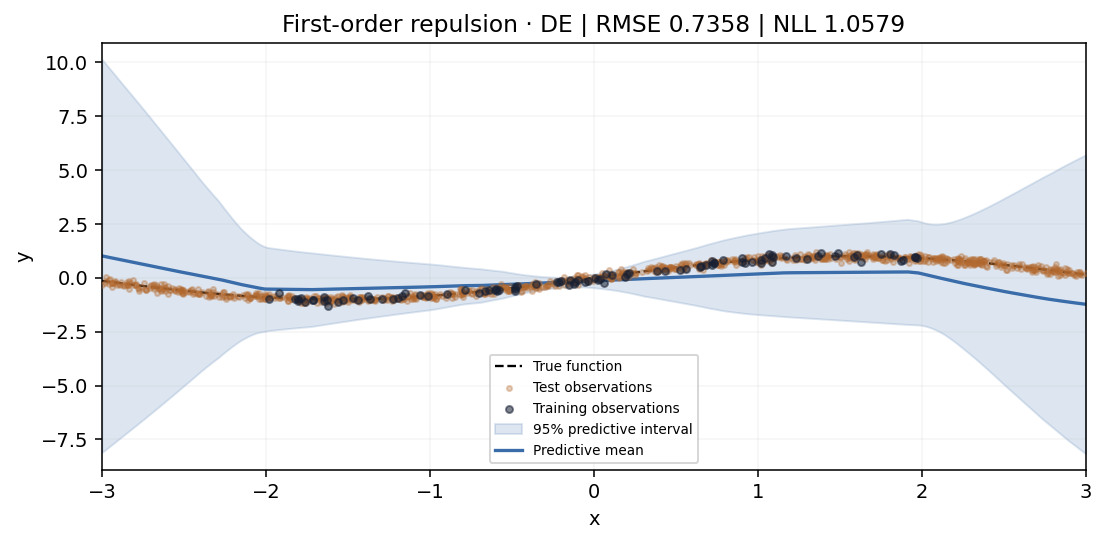 First-order repulsion · DE | RMSE 0.7358 | NLL 1.0579
10.0
7.5
5.0
2.5
0.0
−2.5
−5.0
−7.5
y
True function
Test observations
Training observations
95% predictive interval
Predictive mean
−3
−2
−1
0
1
2
3
x